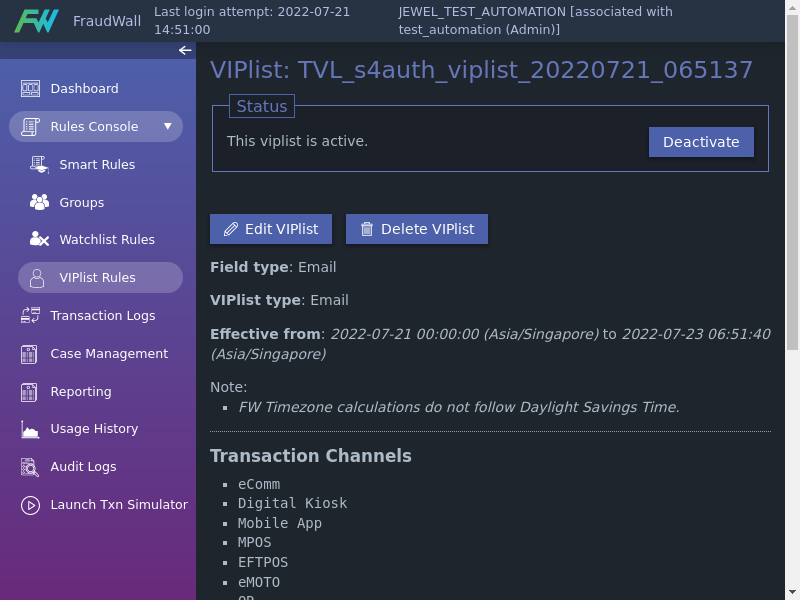 FW FraudWall
Last login attempt: 2022-07-21
14:51:00
JEWEL_TEST_AUTOMATION [associated with
test_automation (Admin)]
Dashboard
Rules Console
Smart Rules
Groups
Watchlist Rules
VIPlist Rules
Transaction Logs
Case Management
Reporting
Usage History
Audit Logs
Launch Txn Simulator
VIPlist: TVL_s4auth_viplist_20220721_065137
Status
This viplist is active.
Deactivate
Edit VIPlist
Delete VIPlist
Field type: Email
VIPlist type: Email
Effective from: 2022-07-21 00:00:00 (Asia/Singapore) to 2022-07-23 06:51:40
(Asia/Singapore)
Note:
FW Timezone calculations do not follow Daylight Savings Time.
Transaction Channels
eComm
Digital Kiosk
Mobile App
MPOS
EFTPOS
eMOTO